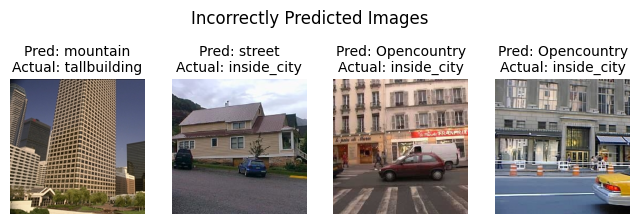 Incorrectly Predicted Images
Pred: mountain
Actual: tallbuilding
Pred: street
Actual: inside_city
Pred: Opencountry
Actual: inside_city
Pred: Opencountry
Actual: inside_city